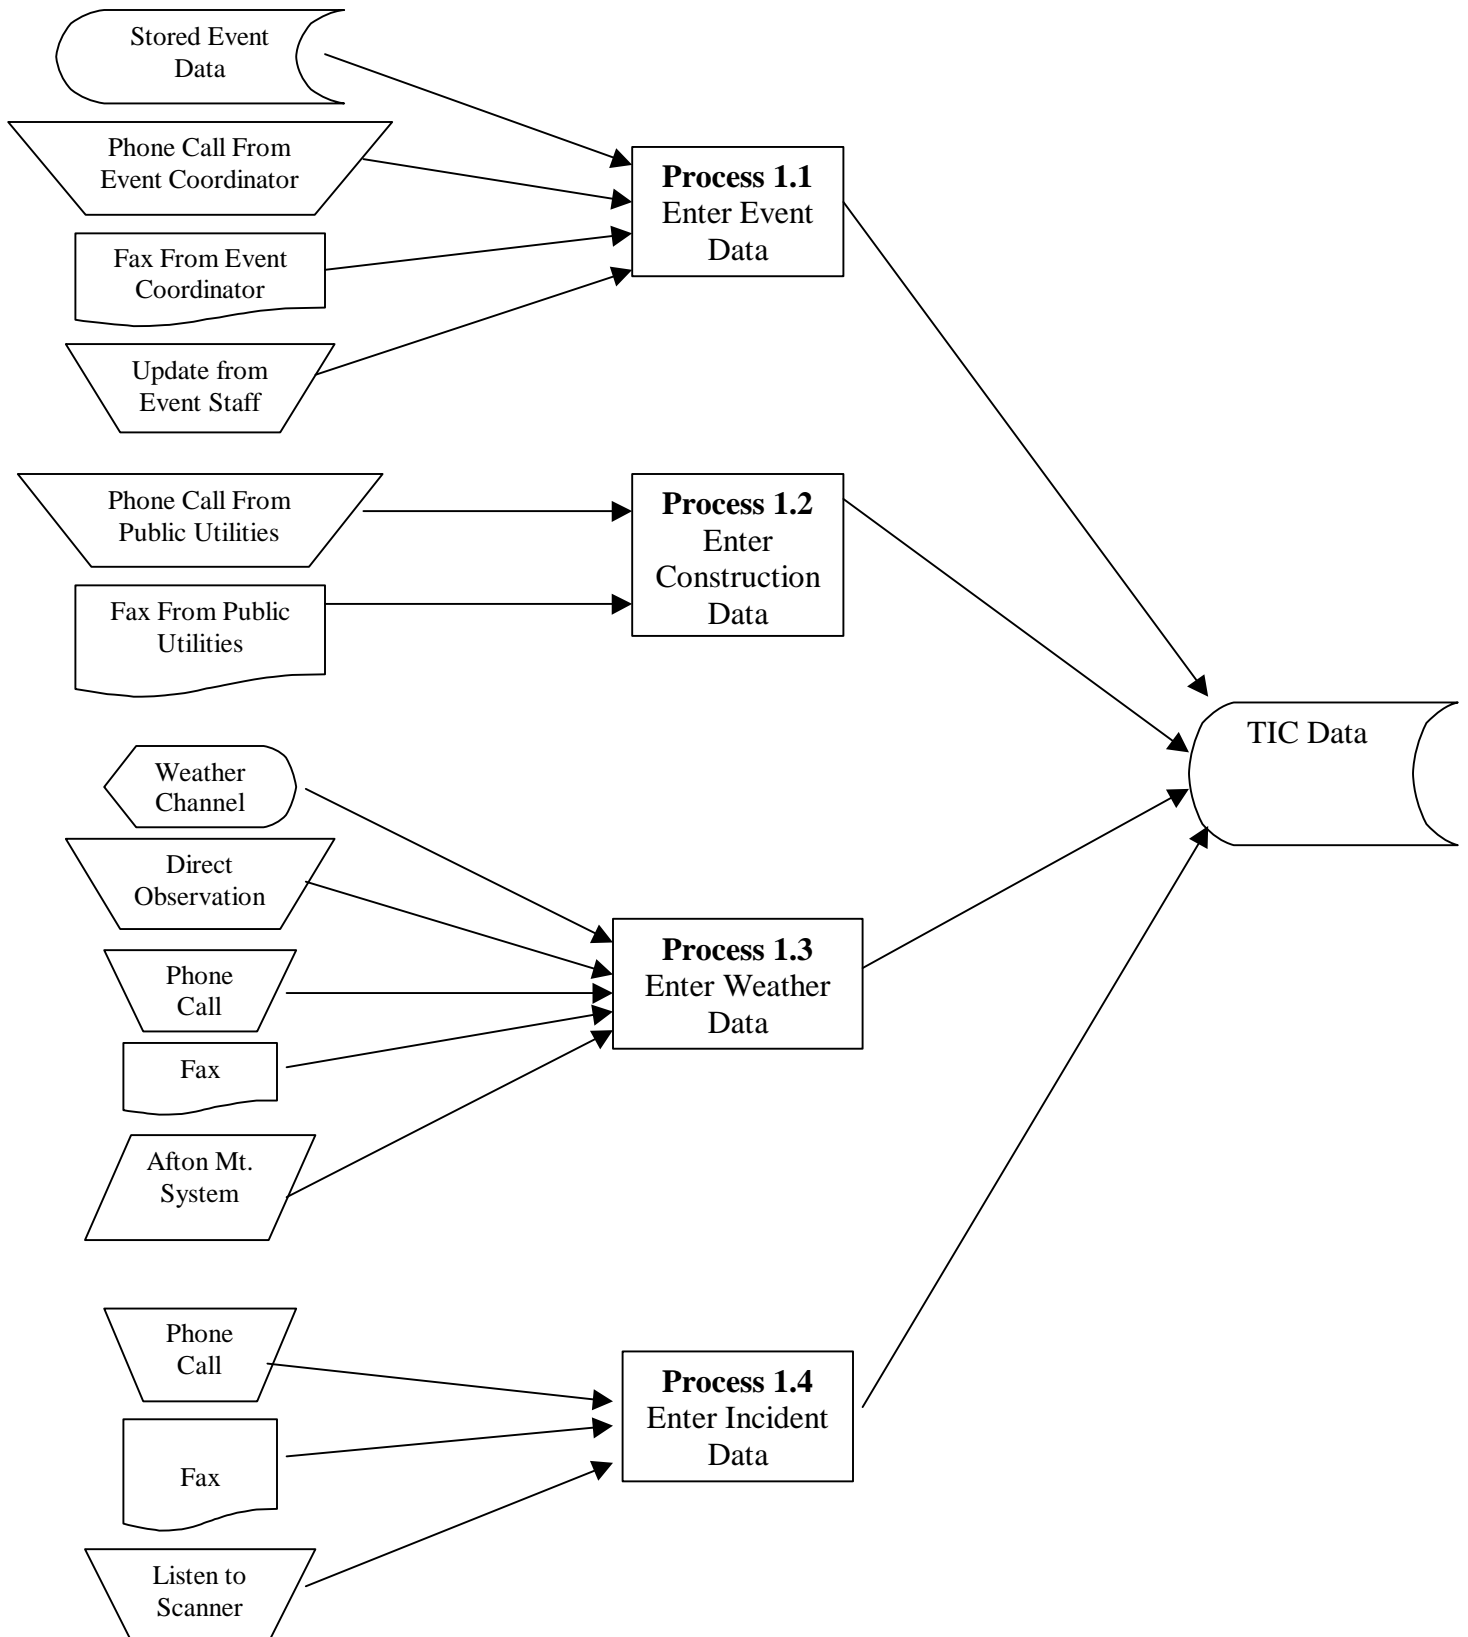 Stored Event
Data
Phone Call From
Event Coordinator
Fax From Event
Coordinator
Update from
Event Staff
Process 1.1
Enter Event
Data
Phone Call From
Public Utilities
Fax From Public
Utilities
Process 1.2
Enter
Construction
Data
TIC Data
Weather
Channel
Direct
Observation
Phone
Call
Fax
Afton Mt.
System
Process 1.3
Enter Weather
Data
Phone
Call
Fax
Listen to
Scanner
Process 1.4
Enter Incident
Data